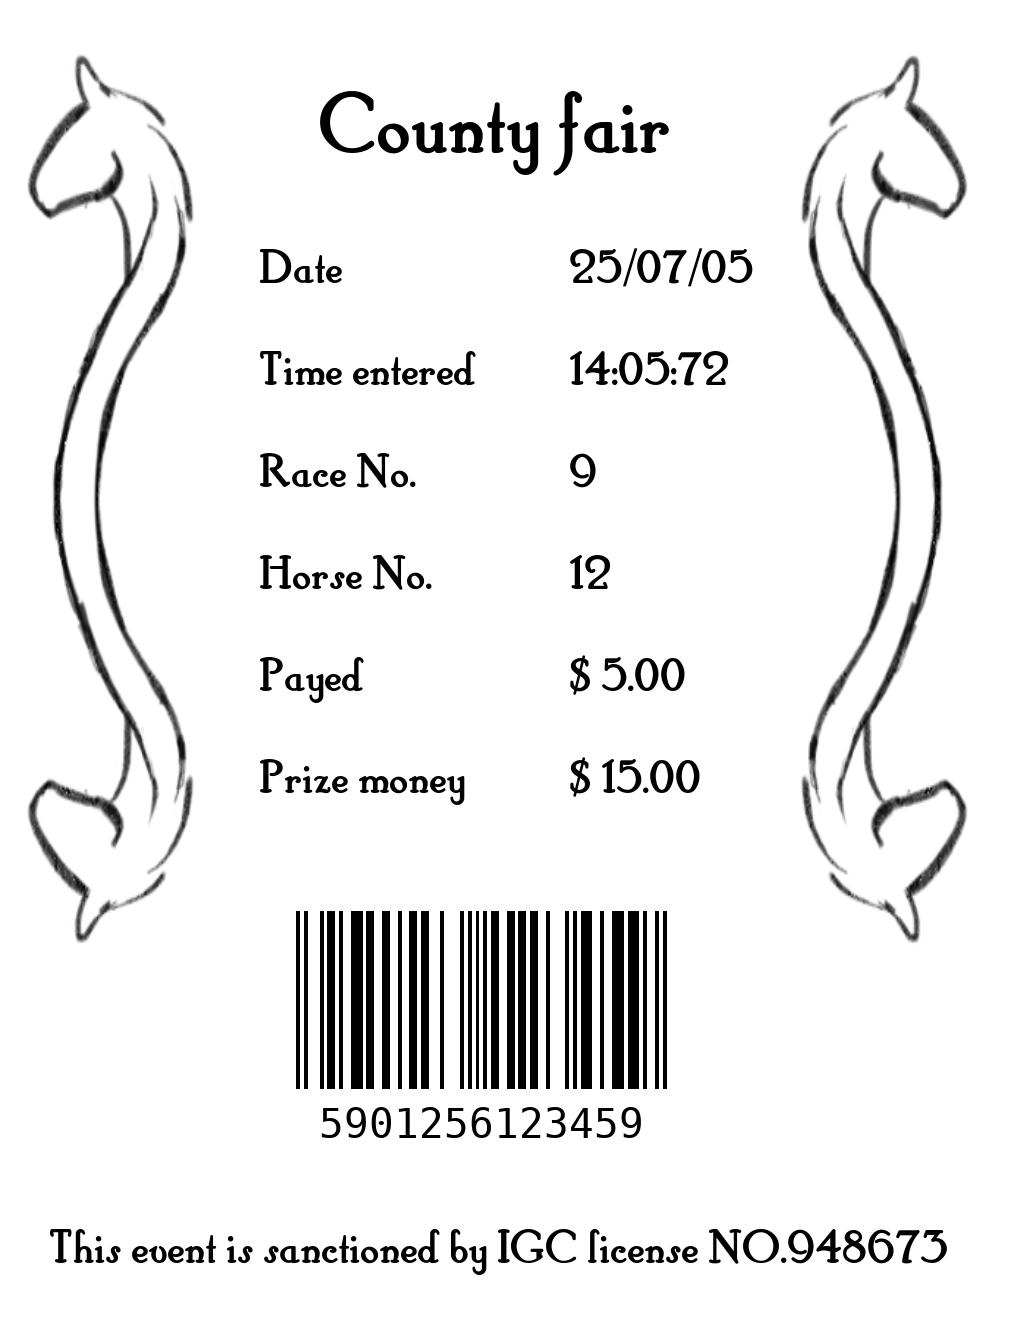 County fair
Date 25/07/05
Time entered 14:05:72
Race No. 9
Horse No. 12
Payed $ 5.00
Prize money $ 15.00
5901256123459
This event is sanctioned by IGC license NO.948673